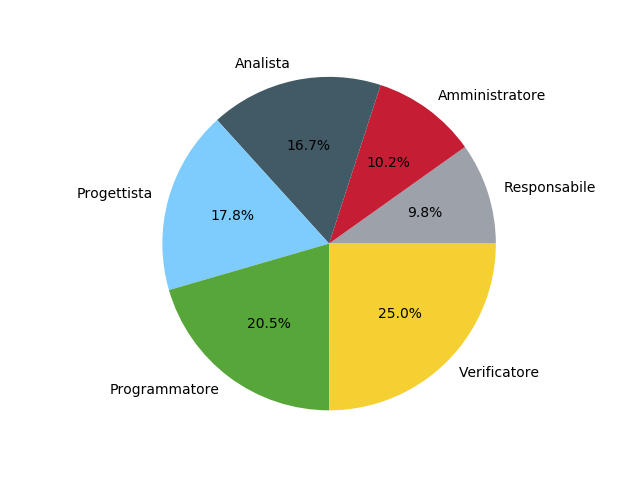 Analista
Amministratore
16.7%
10.2%
Responsabile
Progettista
9.8%
17.8%
25.0%
20.5%
Verificatore
Programmatore